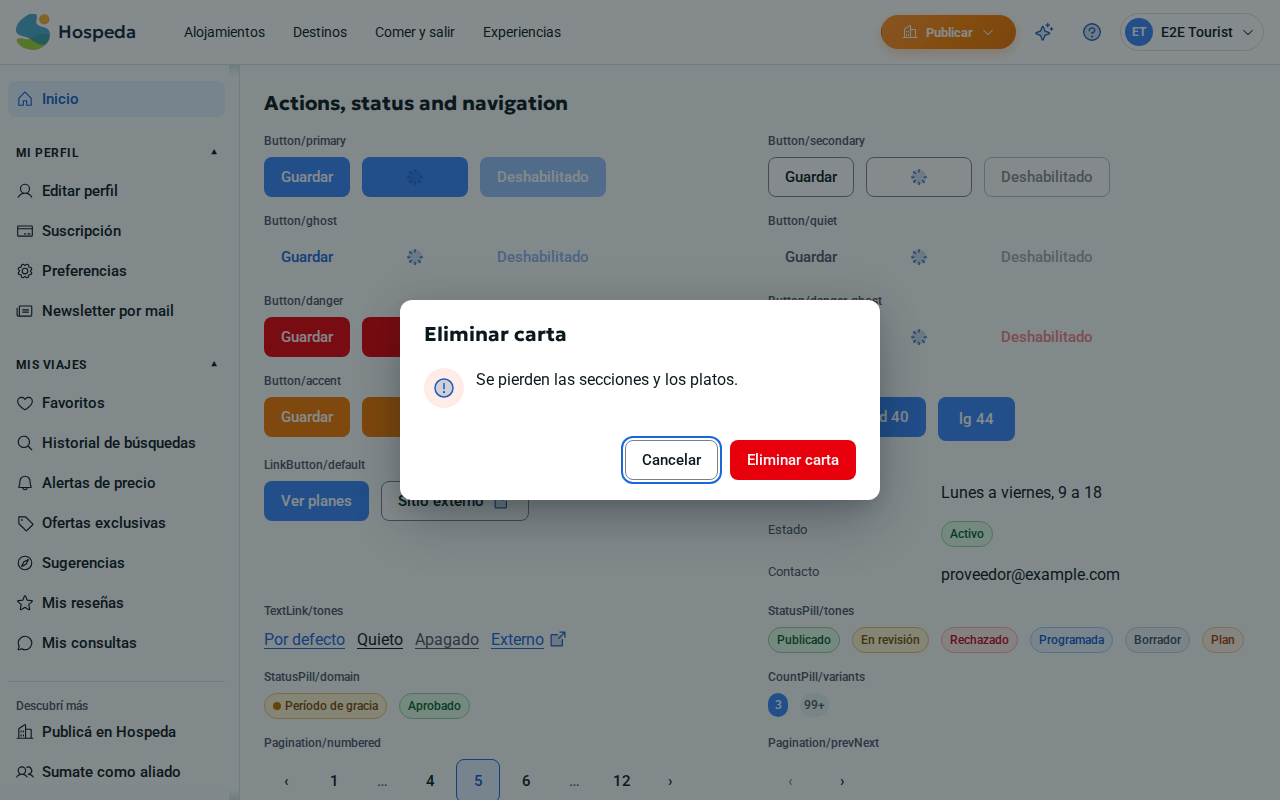 Hospeda
Alojamientos
Destinos
Comer y salir
Experiencias
Publicar
ET
E2E Tourist
Inicio
MI PERFIL
Editar perfil
Suscripción
Preferencias
Newsletter por mail
MIS VIAJES
Favoritos
Historial de búsquedas
Alertas de precio
Ofertas exclusivas
Sugerencias
Mis reseñas
Mis consultas
Descubrí más
Publicá en Hospeda
Sumate como aliado
Actions, status and navigation
Button/primary
Guardar
Deshabilitado
Button/secondary
Guardar
Deshabilitado
Button/ghost
Guardar
Deshabilitado
Button/quiet
Guardar
Deshabilitado
Button/danger
Guardar
Button/danger-ghost
Deshabilitado
Button/accent
Guardar
40
lg 44
Eliminar carta
Se pierden las secciones y los platos.
Cancelar
Eliminar carta
LinkButton/default
Ver planes
Sitio externo
Lunes a viernes, 9 a 18
Estado
Activo
Contacto
proveedor@example.com
TextLink/tones
Por defecto
Quieto
Apagado
Externo
StatusPill/tones
Publicado
En revisión
Rechazado
Programada
Borrador
Plan
StatusPill/domain
Período de gracia
Aprobado
CountPill/variants
3
99+
Pagination/numbered
‹ 1 … 4 5 6 … 12 ›
Pagination/prevNext
‹ ›